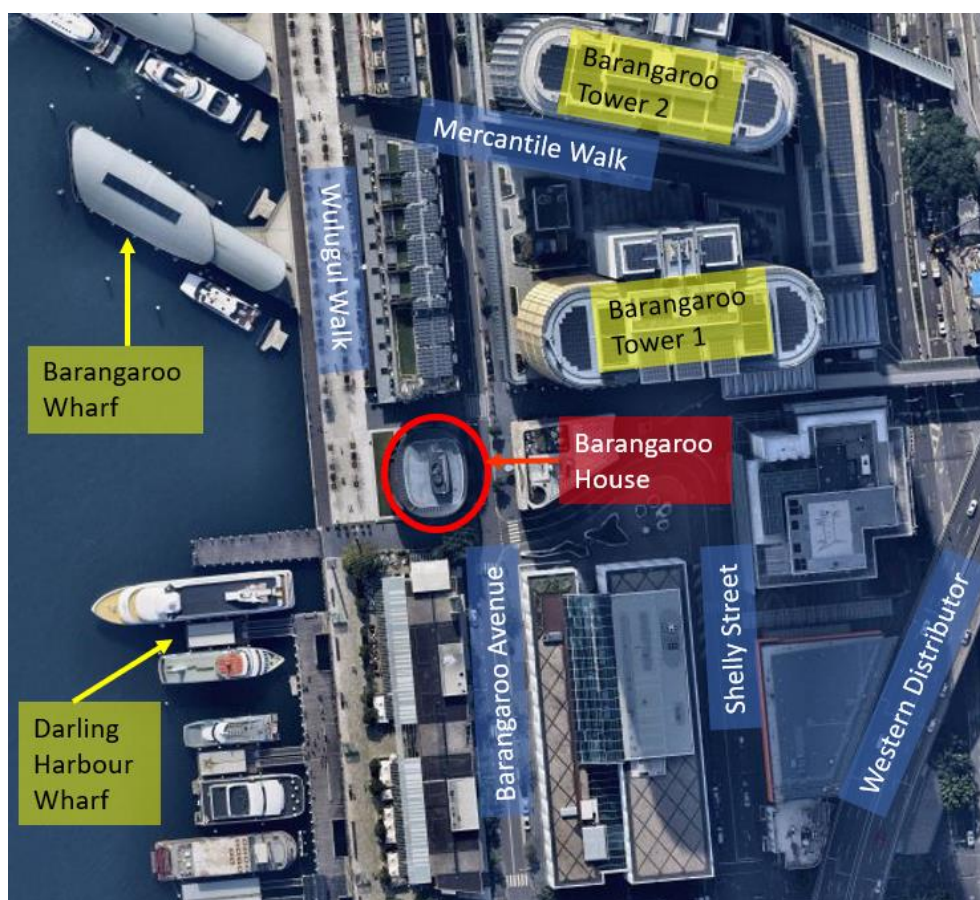 Barangaroo
Tower 2
Mercantile Walk
Wulugul Walk
Barangaroo
Tower 1
Barangaroo
Wharf
Barangaroo
House
Barangaroo Avenue
Shelly Street
Western Distributor
Darling
Harbour
Wharf